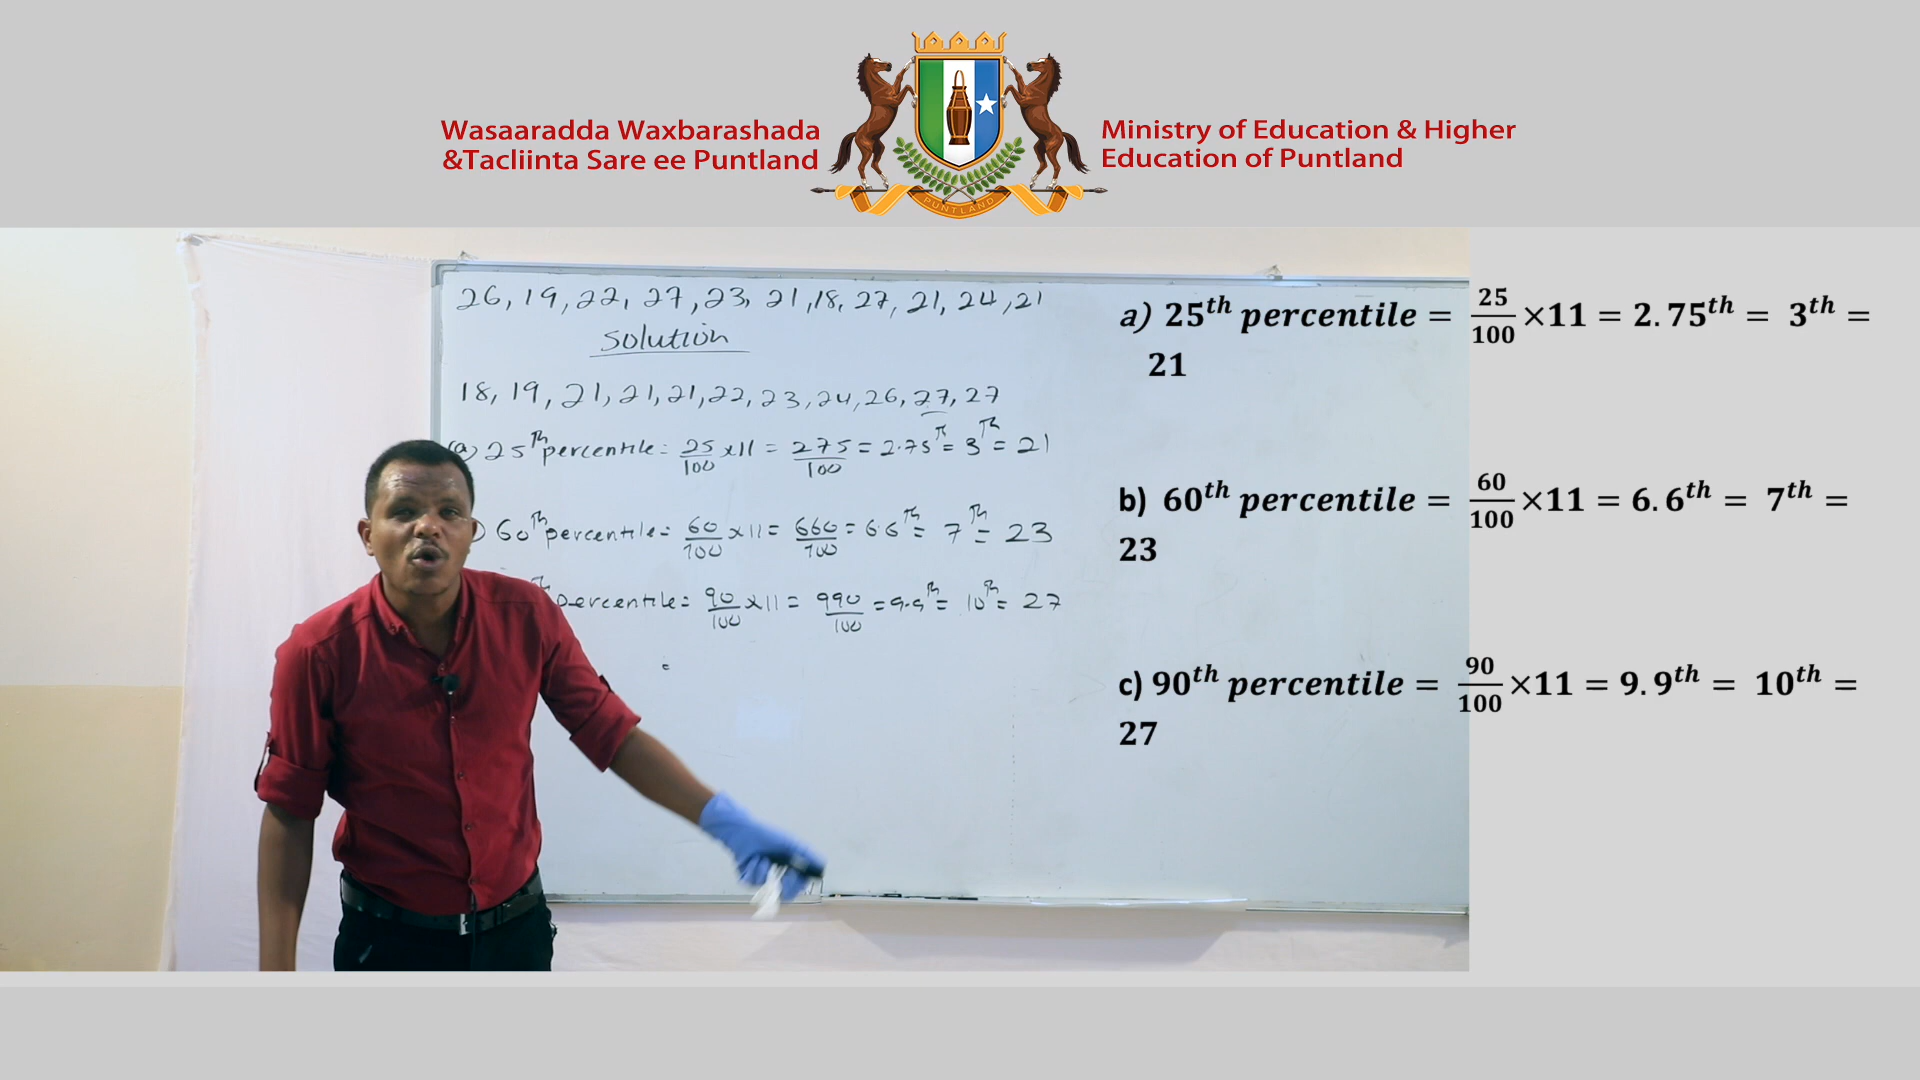 Wasaaradda Waxbarashada
&Tacliinta Sare ee Puntland
PUNTLAND
Ministry of Education & Higher
Education of Puntland
26, 19, 22, 27, 23, 21, 18, 27, 21, 24, 21
Solution
18, 19, 21, 21, 21, 22, 23, 24, 26, 27, 27
(a) 25th percentile = 25/100 x 11 = 275/100 = 2.75th = 3th = 21
) 60th percentile = 60/100 x 11 = 660/100 = 6.6th = 7th = 23
th percentile = 90/100 x 11 = 990/100 = 9.9th = 10th = 27
=
a) 25th percentile = 25/100 ×11 = 2.75th = 3th =
21
b) 60th percentile = 60/100 ×11 = 6.6th = 7th =
23
c) 90th percentile = 90/100 ×11 = 9.9th = 10th =
27